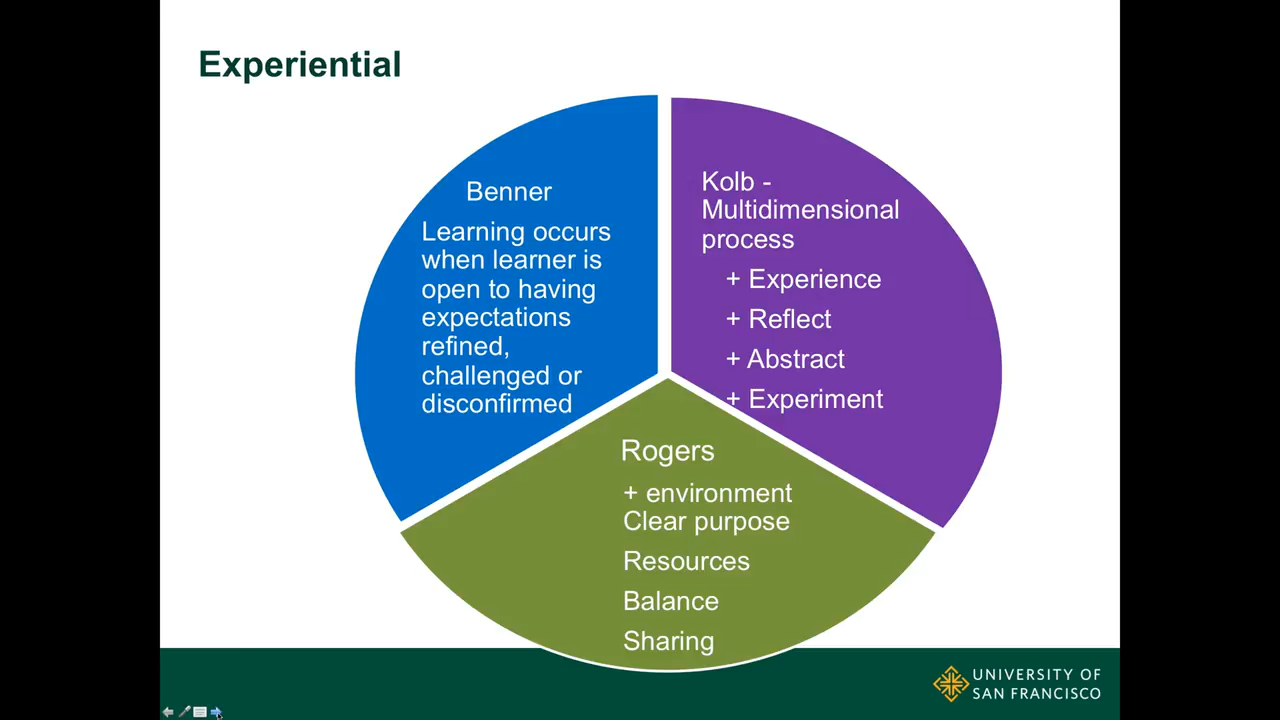 Experiential
Benner
Learning occurs
when learner is
open to having
expectations
refined,
challenged or
disconfirmed
Kolb -
Multidimensional
process
+ Experience
+ Reflect
+ Abstract
+ Experiment
Rogers
+ environment
Clear purpose
Resources
Balance
Sharing
UNIVERSITY OF
SAN FRANCISCO